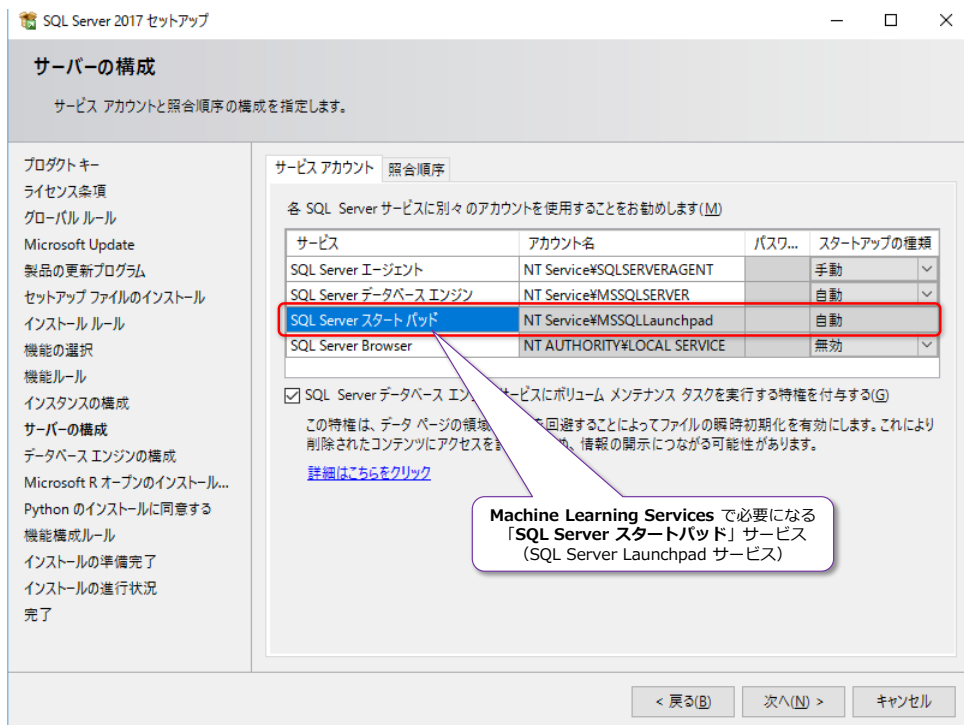 SQL Server 2017 セットアップ
サーバーの構成
サービス アカウントと照合順序の構成を指定します。
プロダクト キー
ライセンス条項
グローバル ルール
Microsoft Update
製品の更新プログラム
セットアップ ファイルのインストール
インストール ルール
機能の選択
機能ルール
インスタンスの構成
サーバーの構成
データベース エンジンの構成
Microsoft R オープンのインストール...
Python のインストールに同意する
機能構成ルール
インストールの準備完了
インストールの進行状況
完了
サービス アカウント 照合順序
各 SQL Server サービスに別々のアカウントを使用することをお勧めします(M)
サービス アカウント名 パスワ... スタートアップの種類
SQL Server エージェント NT Service¥SQLSERVERAGENT 手動
SQL Server データベース エンジン NT Service¥MSSQLSERVER 自動
SQL Server スタート パッド NT Service¥MSSQLLaunchpad 自動
SQL Server Browser NT AUTHORITY¥LOCAL SERVICE 無効
SQL Server データベース エン サービスにボリューム メンテナンス タスクを実行する特権を付与する(G)
この特権は、データ ページの領域 を回避することによってファイルの瞬時初期化を有効にします。これにより
削除されたコンテンツにアクセスを 、情報の開示につながる可能性があります。
詳細はこちらをクリック
Machine Learning Services で必要になる
「SQL Server スタートパッド」サービス
（SQL Server Launchpad サービス）
< 戻る(B) 次へ(N) > キャンセル